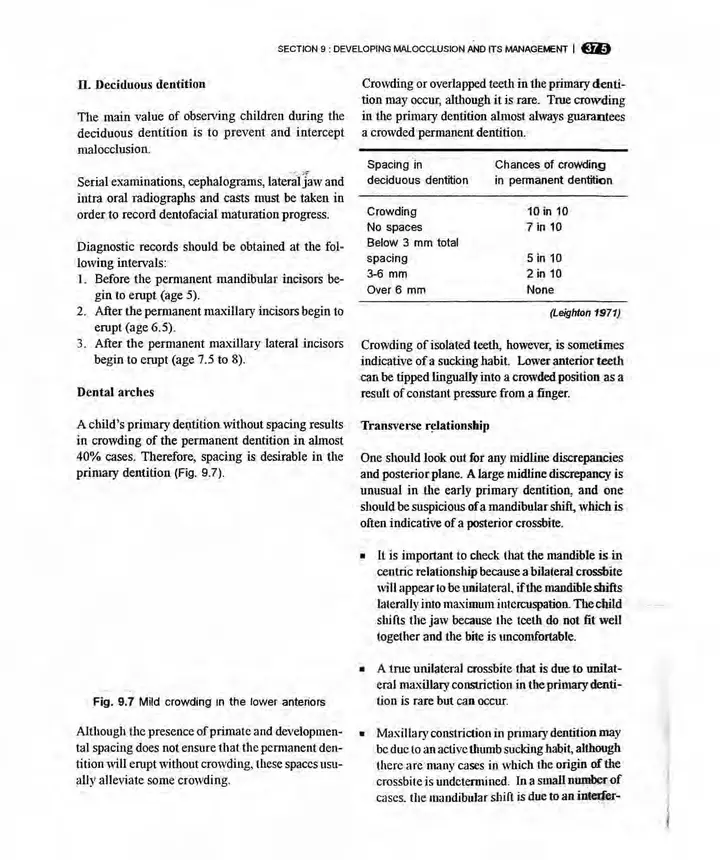 SECTION 9 : DEVELOPING MALOCCLUSION AND ITS MANAGEMENT | 375
II. Deciduous dentition
The main value of observing children during the
deciduous dentition is to prevent and intercept
malocclusion.
Serial examinations, cephalograms, lateral jaw and
intra oral radiographs and casts must be taken in
order to record dentofacial maturation progress.
Diagnostic records should be obtained at the fol-
lowing intervals:
1. Before the permanent mandibular incisors be-
gin to erupt (age 5).
2. After the permanent maxillary incisors begin to
erupt (age 6.5).
3. After the permanent maxillary lateral incisors
begin to erupt (age 7.5 to 8).
Dental arches
A child's primary dentition without spacing results
in crowding of the permanent dentition in almost
40% cases. Therefore, spacing is desirable in the
primary dentition (Fig. 9.7).
Fig. 9.7 Mild crowding in the lower anteriors
Although the presence of primate and developmen-
tal spacing does not ensure that the permanent den-
tition will erupt without crowding, these spaces usu-
ally alleviate some crowding.
Crowding or overlapped teeth in the primary denti-
tion may occur, although it is rare. True crowding
in the primary dentition almost always guarantees
a crowded permanent dentition.
Spacing in Chances of crowding
deciduous dentition in permanent dentition
Crowding 10 in 10
No spaces 7 in 10
Below 3 mm total
spacing 5 in 10
3-6 mm 2 in 10
Over 6 mm None
(Leighton 1971)
Crowding of isolated teeth, however, is sometimes
indicative of a sucking habit. Lower anterior teeth
can be tipped lingually into a crowded position as a
result of constant pressure from a finger.
Transverse relationship
One should look out for any midline discrepancies
and posterior plane. A large midline discrepancy is
unusual in the early primary dentition, and one
should be suspicious of a mandibular shift, which is
often indicative of a posterior crossbite.
▪ It is important to check that the mandible is in
centric relationship because a bilateral crossbite
will appear to be unilateral, if the mandible shifts
laterally into maximum intercuspation. The child
shifts the jaw because the teeth do not fit well
together and the bite is uncomfortable.
▪ A true unilateral crossbite that is due to unilat-
eral maxillary constriction in the primary denti-
tion is rare but can occur.
▪ Maxillary constriction in primary dentition may
be due to an active thumb sucking habit, although
there are many cases in which the origin of the
crossbite is undetermined. In a small number of
cases. the mandibular shift is due to an interfer-